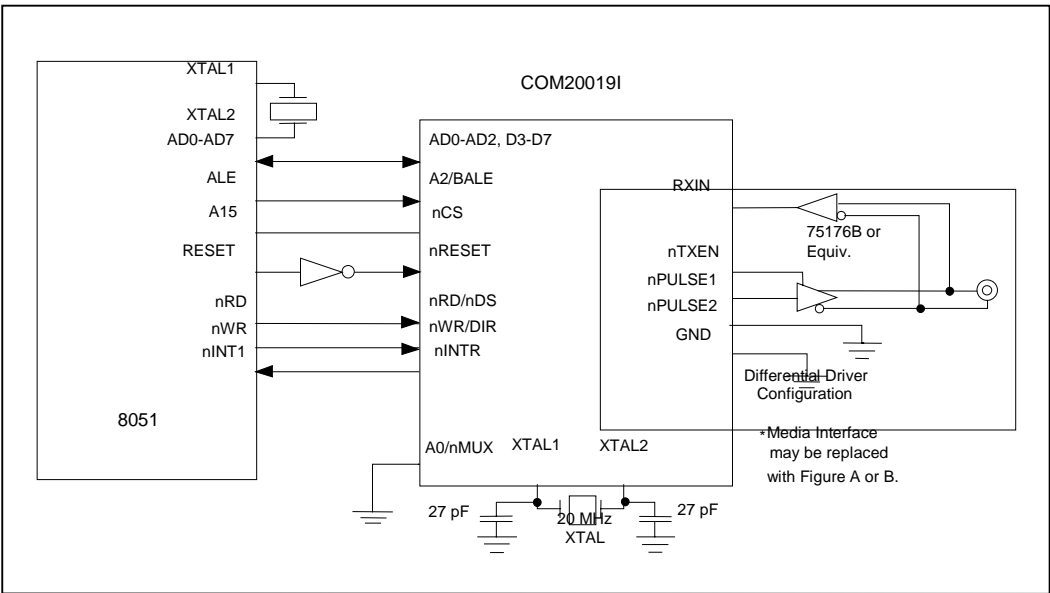 COM20019I
XTAL1
XTAL2
AD0-AD7
ALE
A15
RESET
nRD
nWR
nINT1
8051
AD0-AD2, D3-D7
A2/BALE
nCS
nRESET
nRD/nDS
nWR/DIR
nINTR
A0/nMUX
XTAL1
XTAL2
RXIN
nTXEN
nPULSE1
nPULSE2
GND
75176B or
Equiv.
Differential Driver
Configuration
*Media Interface
may be replaced
with Figure A or B.
27 pF
20 MHz
XTAL
27 pF